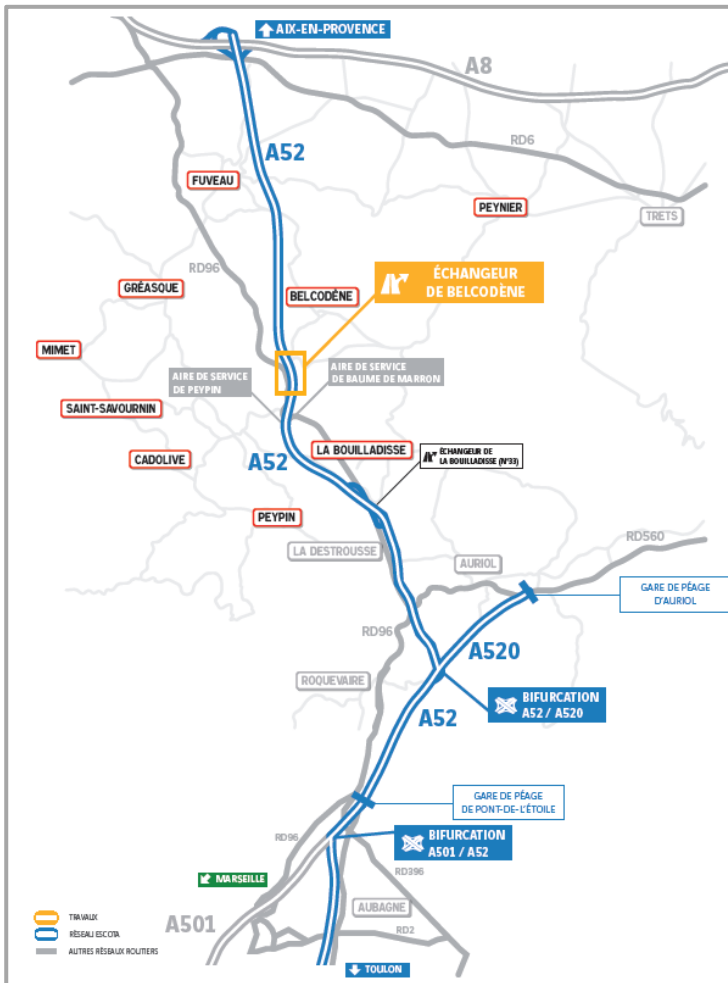 AIX-EN-PROVENCE
A8
RD6
A52
FUVEAU
PEYNIER
TRETS
RD96
ÉCHANGEUR
DE BELCODÈNE
GRÉASQUE
BELCODÈNE
MIMET
AIRE DE SERVICE
DE PEYPIN
AIRE DE SERVICE
DE BAUME DE MARRON
SAINT-SAVOURNIN
LA BOUILLADISSE
ÉCHANGEUR DE
LA BOUILLADISSE (N°33)
CADOLIVE
A52
PEYPIN
LA DESTROUSSE
RD560
AURIOL
GARE DE PÉAGE
D'AURIOL
RD96
A520
ROQUEVAIRE
BIFURCATION
A52 / A520
A52
GARE DE PÉAGE
DE PONT-DE-L'ÉTOILE
RD96
BIFURCATION
A501 / A52
MARSEILLE
RD396
AUBAGNE
A501
RD2
TOULON
TRAVAUX
RÉSEAU ESCOTA
AUTRES RÉSEAUX ROUTIERS